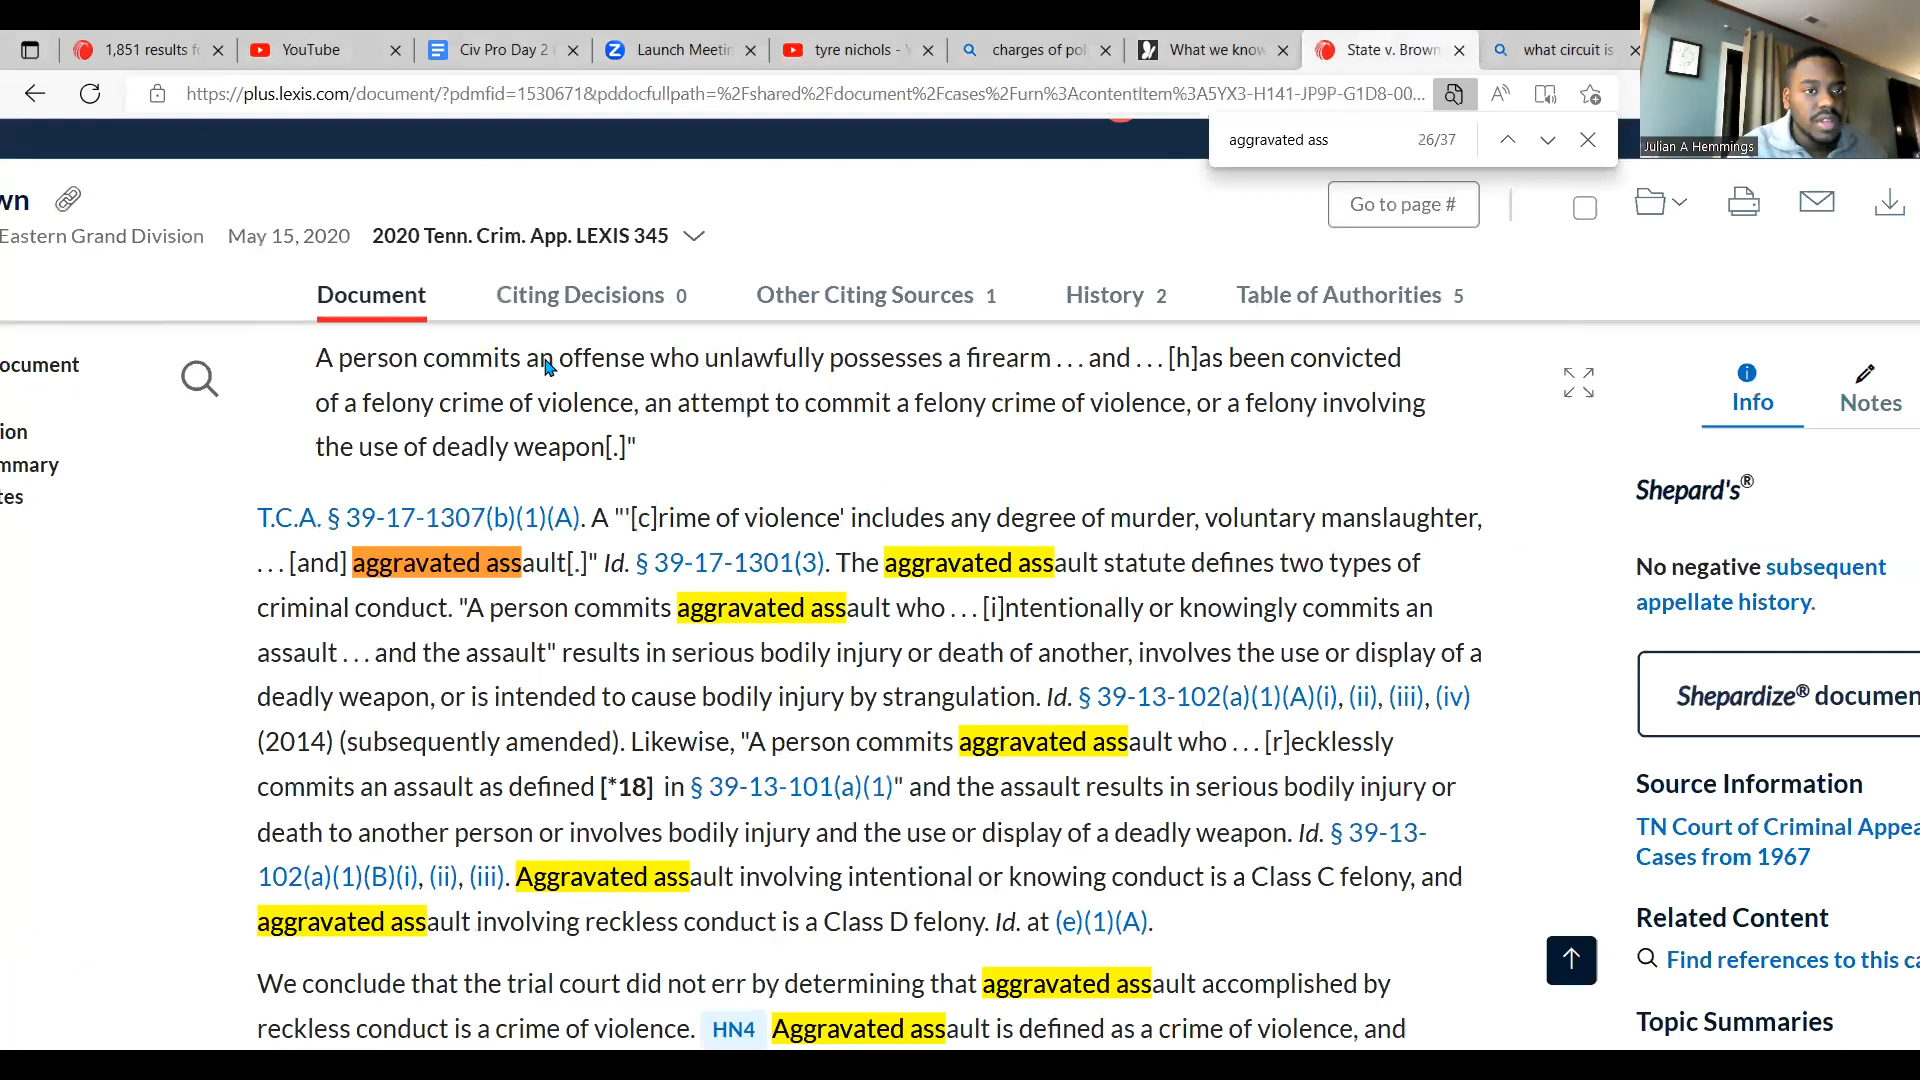 1,851 results f
YouTube
Civ Pro Day 2
Launch Meetin
tyre nichols - Y
charges of pol
What we know
State v. Brown
what circuit is
https://plus.lexis.com/document/?pdmfid=1530671&pddocfullpath=%2Fshared%2Fdocument%2Fcases%2Furn%3AcontentItem%3A5YX3-H141-JP9P-G1D8-00...
aggravated ass 26/37
Julian A Hemmings
wn
Go to page #
Eastern Grand Division May 15, 2020 2020 Tenn. Crim. App. LEXIS 345
Document Citing Decisions 0 Other Citing Sources 1 History 2 Table of Authorities 5
ocument
ion
mmary
tes
A person commits an offense who unlawfully possesses a firearm . . . and . . . [h]as been convicted
of a felony crime of violence, an attempt to commit a felony crime of violence, or a felony involving
the use of deadly weapon[.]"
T.C.A. § 39-17-1307(b)(1)(A). A "'[c]rime of violence' includes any degree of murder, voluntary manslaughter,
. . . [and] aggravated assault[.]" Id. § 39-17-1301(3). The aggravated assault statute defines two types of
criminal conduct. "A person commits aggravated assault who . . . [i]ntentionally or knowingly commits an
assault . . . and the assault" results in serious bodily injury or death of another, involves the use or display of a
deadly weapon, or is intended to cause bodily injury by strangulation. Id. § 39-13-102(a)(1)(A)(i), (ii), (iii), (iv)
(2014) (subsequently amended). Likewise, "A person commits aggravated assault who . . . [r]ecklessly
commits an assault as defined [*18] in § 39-13-101(a)(1)" and the assault results in serious bodily injury or
death to another person or involves bodily injury and the use or display of a deadly weapon. Id. § 39-13-
102(a)(1)(B)(i), (ii), (iii). Aggravated assault involving intentional or knowing conduct is a Class C felony, and
aggravated assault involving reckless conduct is a Class D felony. Id. at (e)(1)(A).
We conclude that the trial court did not err by determining that aggravated assault accomplished by
reckless conduct is a crime of violence. HN4 Aggravated assault is defined as a crime of violence, and
Info Notes
Shepard's®
No negative subsequent
appellate history.
Shepardize® documen
Source Information
TN Court of Criminal Appea
Cases from 1967
Related Content
Find references to this ca
Topic Summaries